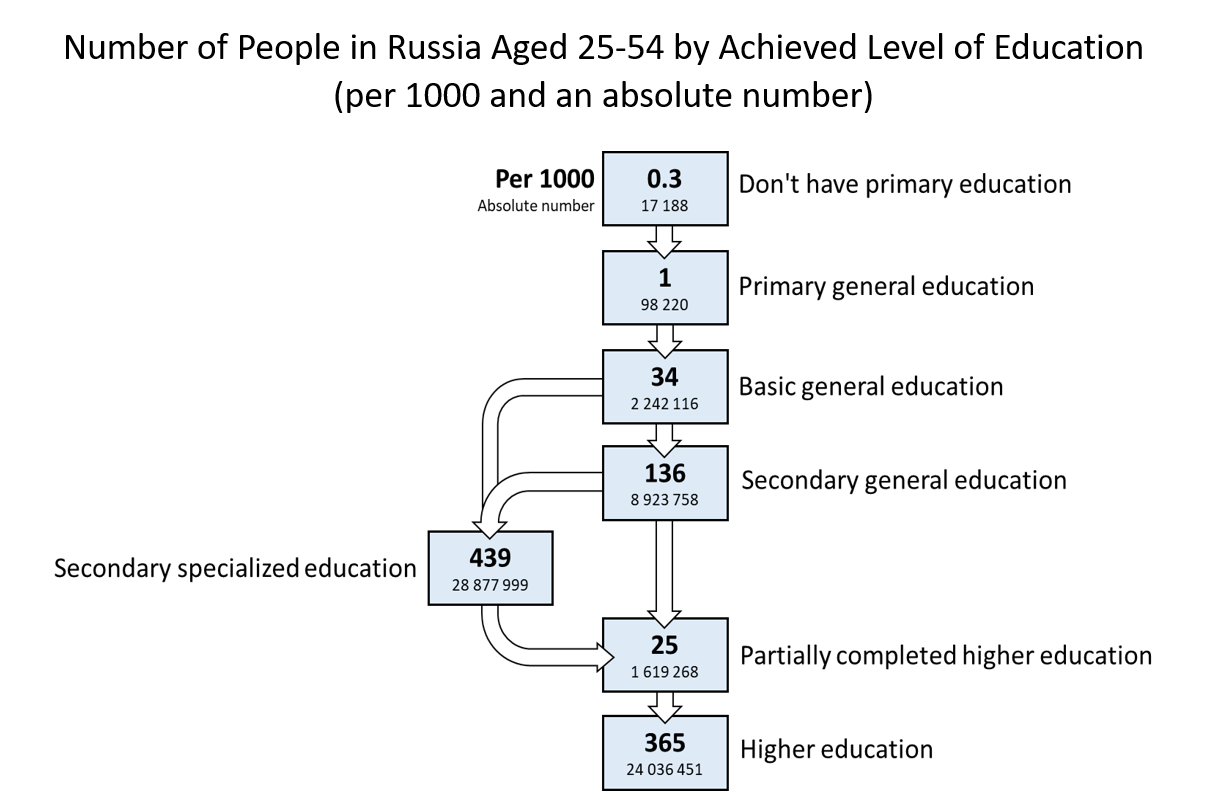 Number of People in Russia Aged 25-54 by Achieved Level of Education
(per 1000 and an absolute number)
Per 1000
Absolute number
0.3
17 188
Don't have primary education
1
98 220
Primary general education
34
2 242 116
Basic general education
136
8 923 758
Secondary general education
Secondary specialized education
439
28 877 999
25
1 619 268
Partially completed higher education
365
24 036 451
Higher education